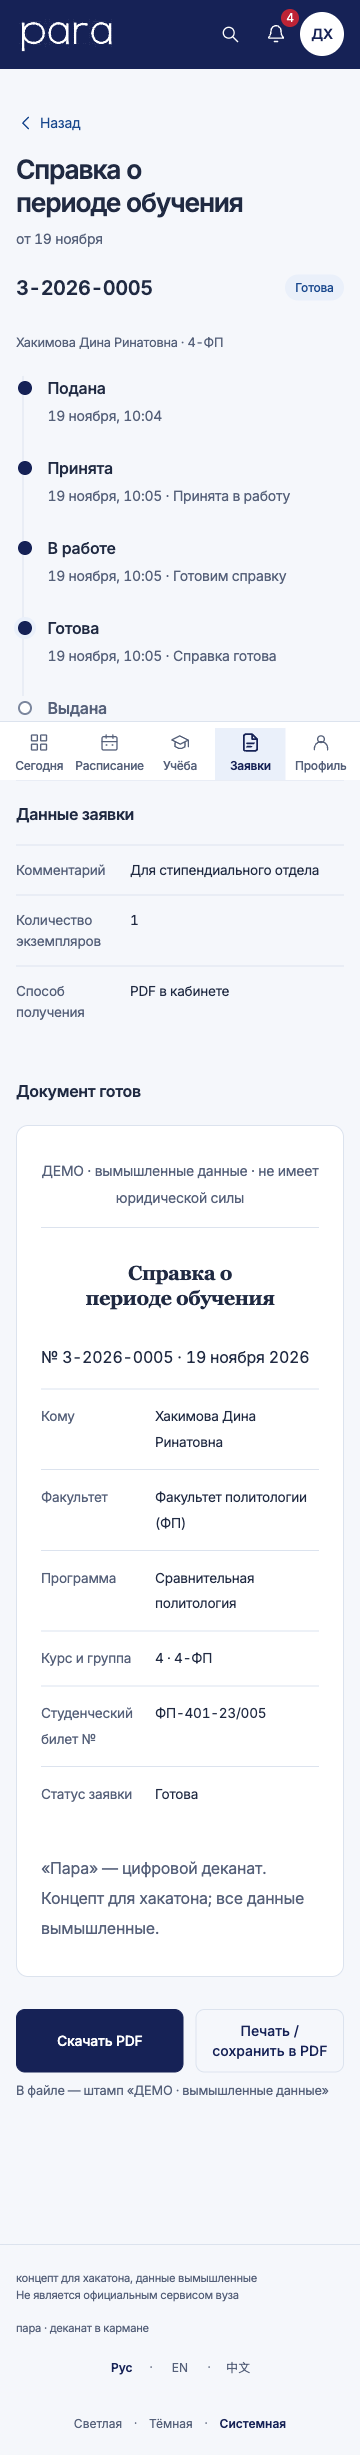 para
4
ДХ
Назад
Справка о
периоде обучения
от 19 ноября
З-2026-0005
Готова
Хакимова Дина Ринатовна · 4-ФП
Подана
19 ноября, 10:04
Принята
19 ноября, 10:05 · Принята в работу
В работе
19 ноября, 10:05 · Готовим справку
Готова
19 ноября, 10:05 · Справка готова
Выдана
Сегодня
Расписание
Учёба
Заявки
Профиль
Данные заявки
Комментарий
Для стипендиального отдела
Количество
экземпляров
1
Способ
получения
PDF в кабинете
Документ готов
ДЕМО · вымышленные данные · не имеет
юридической силы
Справка о
периоде обучения
№ З-2026-0005 · 19 ноября 2026
Кому
Хакимова Дина
Ринатовна
Факультет
Факультет политологии
(ФП)
Программа
Сравнительная
политология
Курс и группа
4 · 4-ФП
Студенческий
билет №
ФП-401-23/005
Статус заявки
Готова
«Пара» — цифровой деканат.
Концепт для хакатона; все данные
вымышленные.
Скачать PDF
Печать /
сохранить в PDF
В файле — штамп «ДЕМО · вымышленные данные»
концепт для хакатона, данные вымышленные
Не является официальным сервисом вуза
пара · деканат в кармане
Рус · EN · 中文
Светлая · Тёмная · Системная